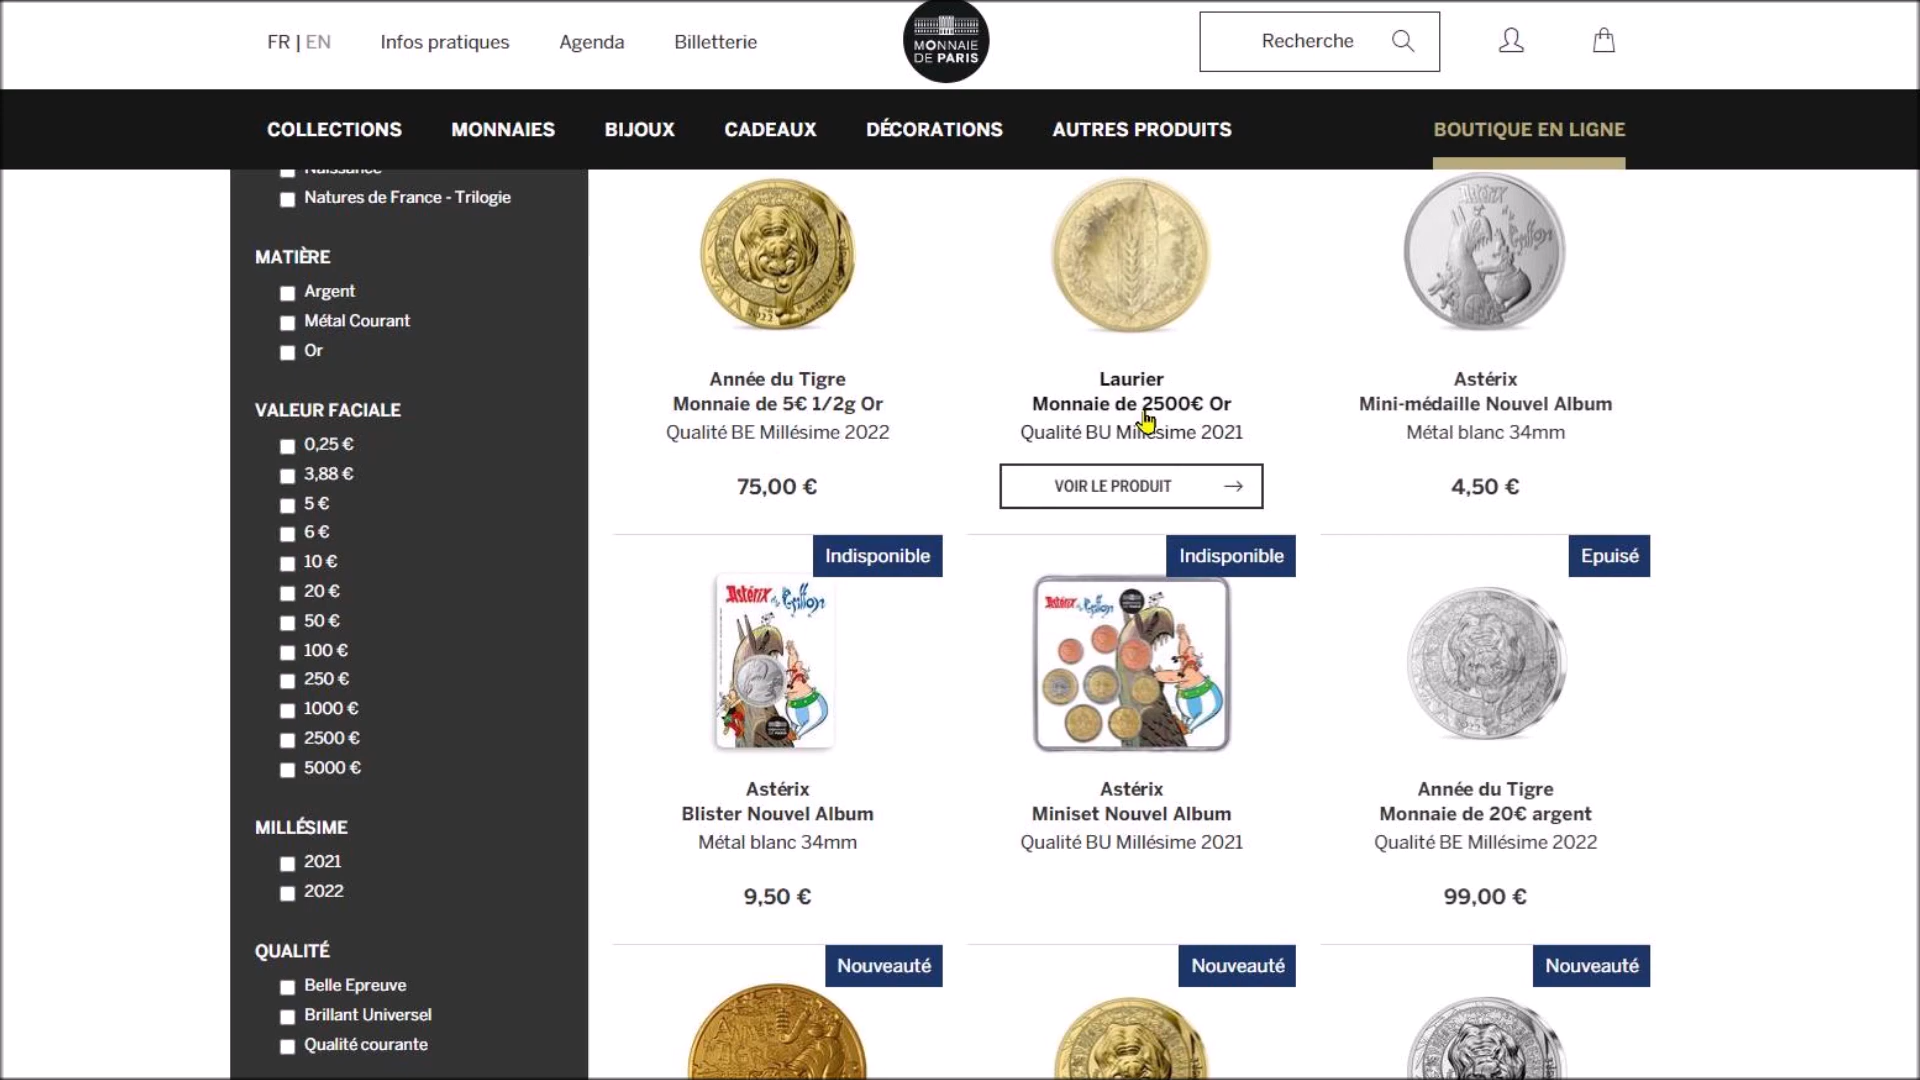 FR | EN
Infos pratiques
Agenda
Billetterie
MONNAIE
DE PARIS
Recherche
COLLECTIONS
MONNAIES
BIJOUX
CADEAUX
DÉCORATIONS
AUTRES PRODUITS
BOUTIQUE EN LIGNE
Naissance
Natures de France - Trilogie
MATIÈRE
Argent
Métal Courant
Or
VALEUR FACIALE
0,25 €
3,88 €
5 €
6 €
10 €
20 €
50 €
100 €
250 €
1000 €
2500 €
5000 €
MILLÉSIME
2021
2022
QUALITÉ
Belle Epreuve
Brillant Universel
Qualité courante
Année du Tigre
Monnaie de 5€ 1/2g Or
Qualité BE Millésime 2022
75,00 €
Laurier
Monnaie de 2500€ Or
Qualité BU Millésime 2021
VOIR LE PRODUIT
Astérix
Mini-médaille Nouvel Album
Métal blanc 34mm
4,50 €
Indisponible
Astérix
Astérix
Blister Nouvel Album
Métal blanc 34mm
9,50 €
Indisponible
Astérix
Astérix
Miniset Nouvel Album
Qualité BU Millésime 2021
Epuisé
Année du Tigre
Monnaie de 20€ argent
Qualité BE Millésime 2022
99,00 €
Nouveauté
Nouveauté
Nouveauté